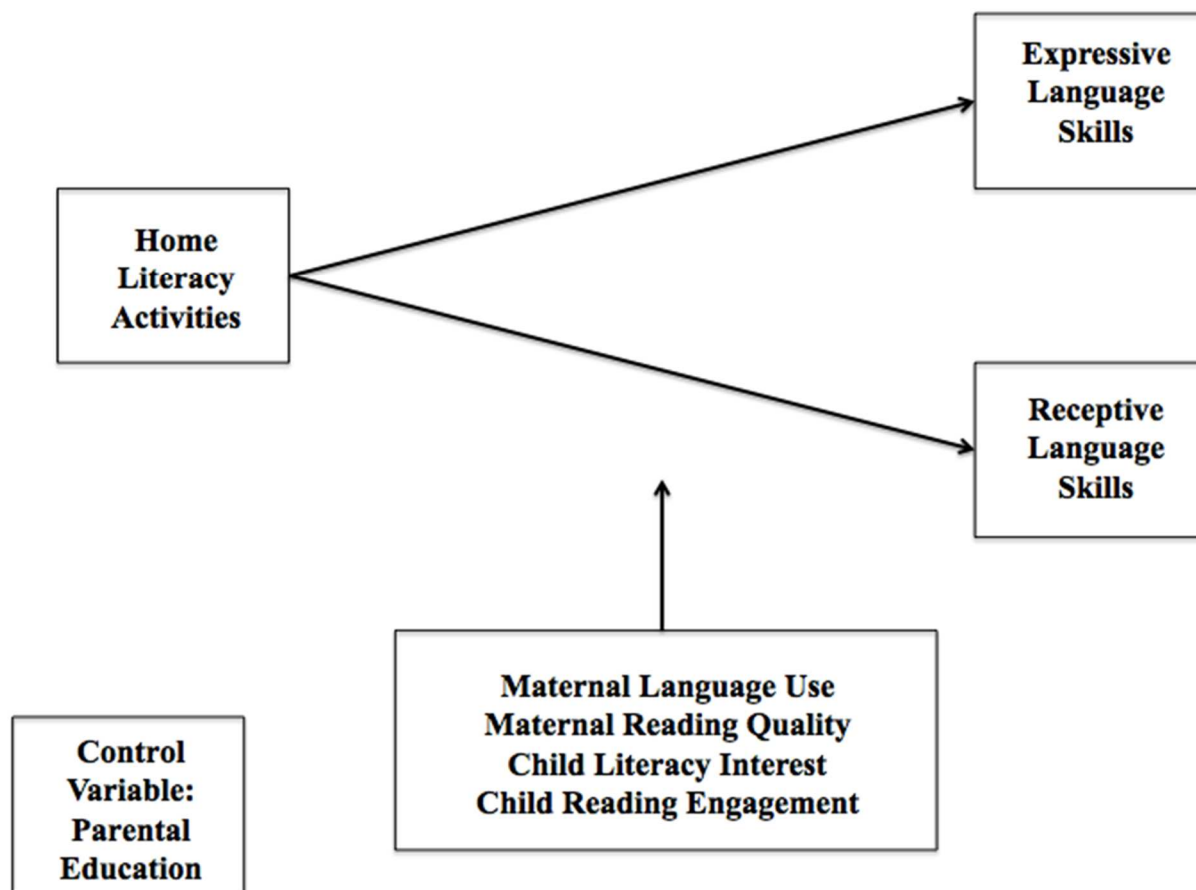 Expressive
Language
Skills
Home
Literacy
Activities
Receptive
Language
Skills
Maternal Language Use
Maternal Reading Quality
Child Literacy Interest
Child Reading Engagement
Control
Variable:
Parental
Education